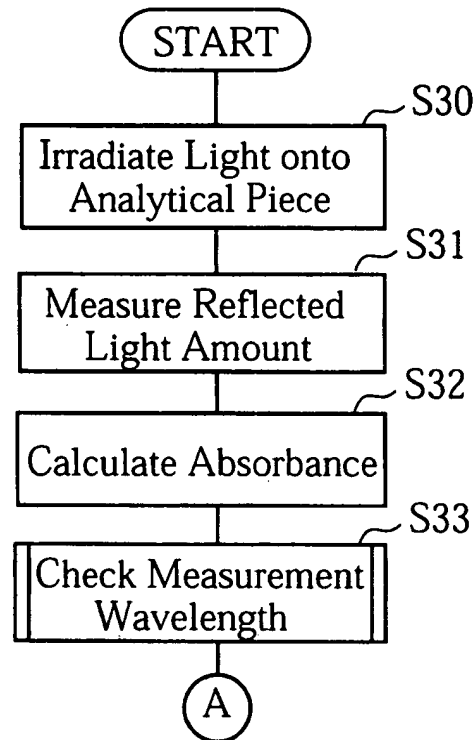 START
S30
Irradiate Light onto
Analytical Piece
S31
Measure Reflected
Light Amount
S32
Calculate Absorbance
S33
Check Measurement
Wavelength
A